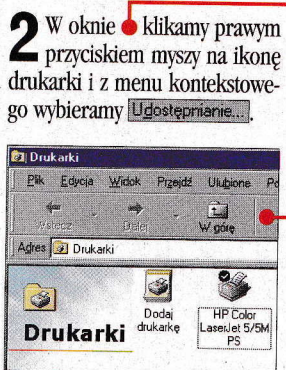 2 W oknie klikamy prawym
przyciskiem myszy na ikonę
drukarki i z menu kontekstowe-
go wybieramy Udostępnianie... .
Drukarki
Plik Edycja Widok Przejdź Ulubione Po
Wstecz Dalej W górę
Adres Drukarki
Drukarki
Dodaj
drukarkę
HP Color
LaserJet 5/5M
PS